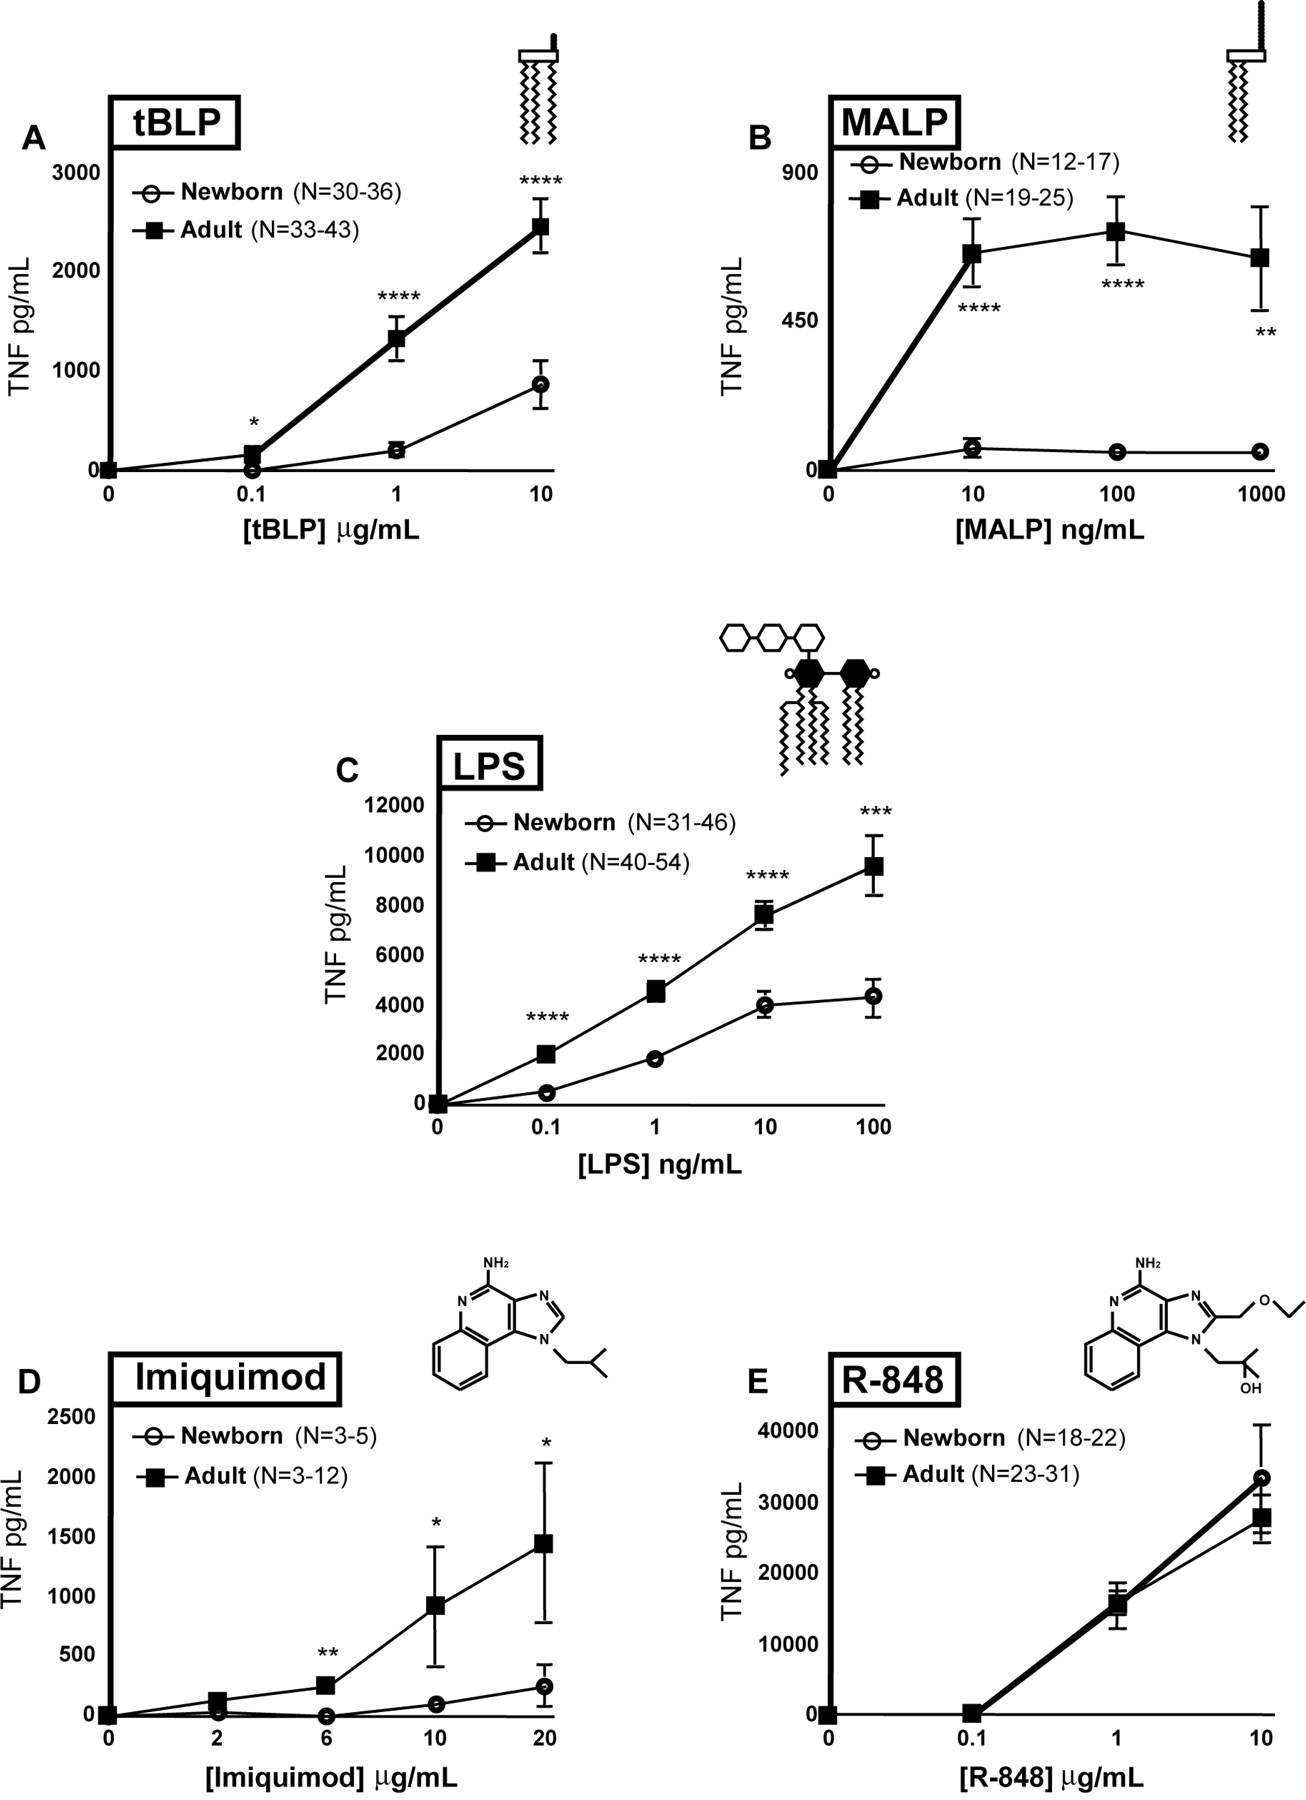 A
tBLP
3000
2000
1000
0
TNF pg/mL
Newborn (N=30-36)
Adult (N=33-43)
*
****
****
0 0.1 1 10
[tBLP] μg/mL
B
MALP
900
450
0
TNF pg/mL
Newborn (N=12-17)
Adult (N=19-25)
****
****
**
0 10 100 1000
[MALP] ng/mL
C
LPS
12000
10000
8000
6000
4000
2000
0
TNF pg/mL
Newborn (N=31-46)
Adult (N=40-54)
****
****
****
***
0 0.1 1 10 100
[LPS] ng/mL
D
Imiquimod
NH₂
N
N
N
2500
2000
1500
1000
500
0
TNF pg/mL
Newborn (N=3-5)
Adult (N=3-12)
**
*
*
0 2 6 10 20
[Imiquimod] μg/mL
E
R-848
NH₂
N
N
O
N
OH
40000
30000
20000
10000
0
TNF pg/mL
Newborn (N=18-22)
Adult (N=23-31)
0 0.1 1 10
[R-848] μg/mL